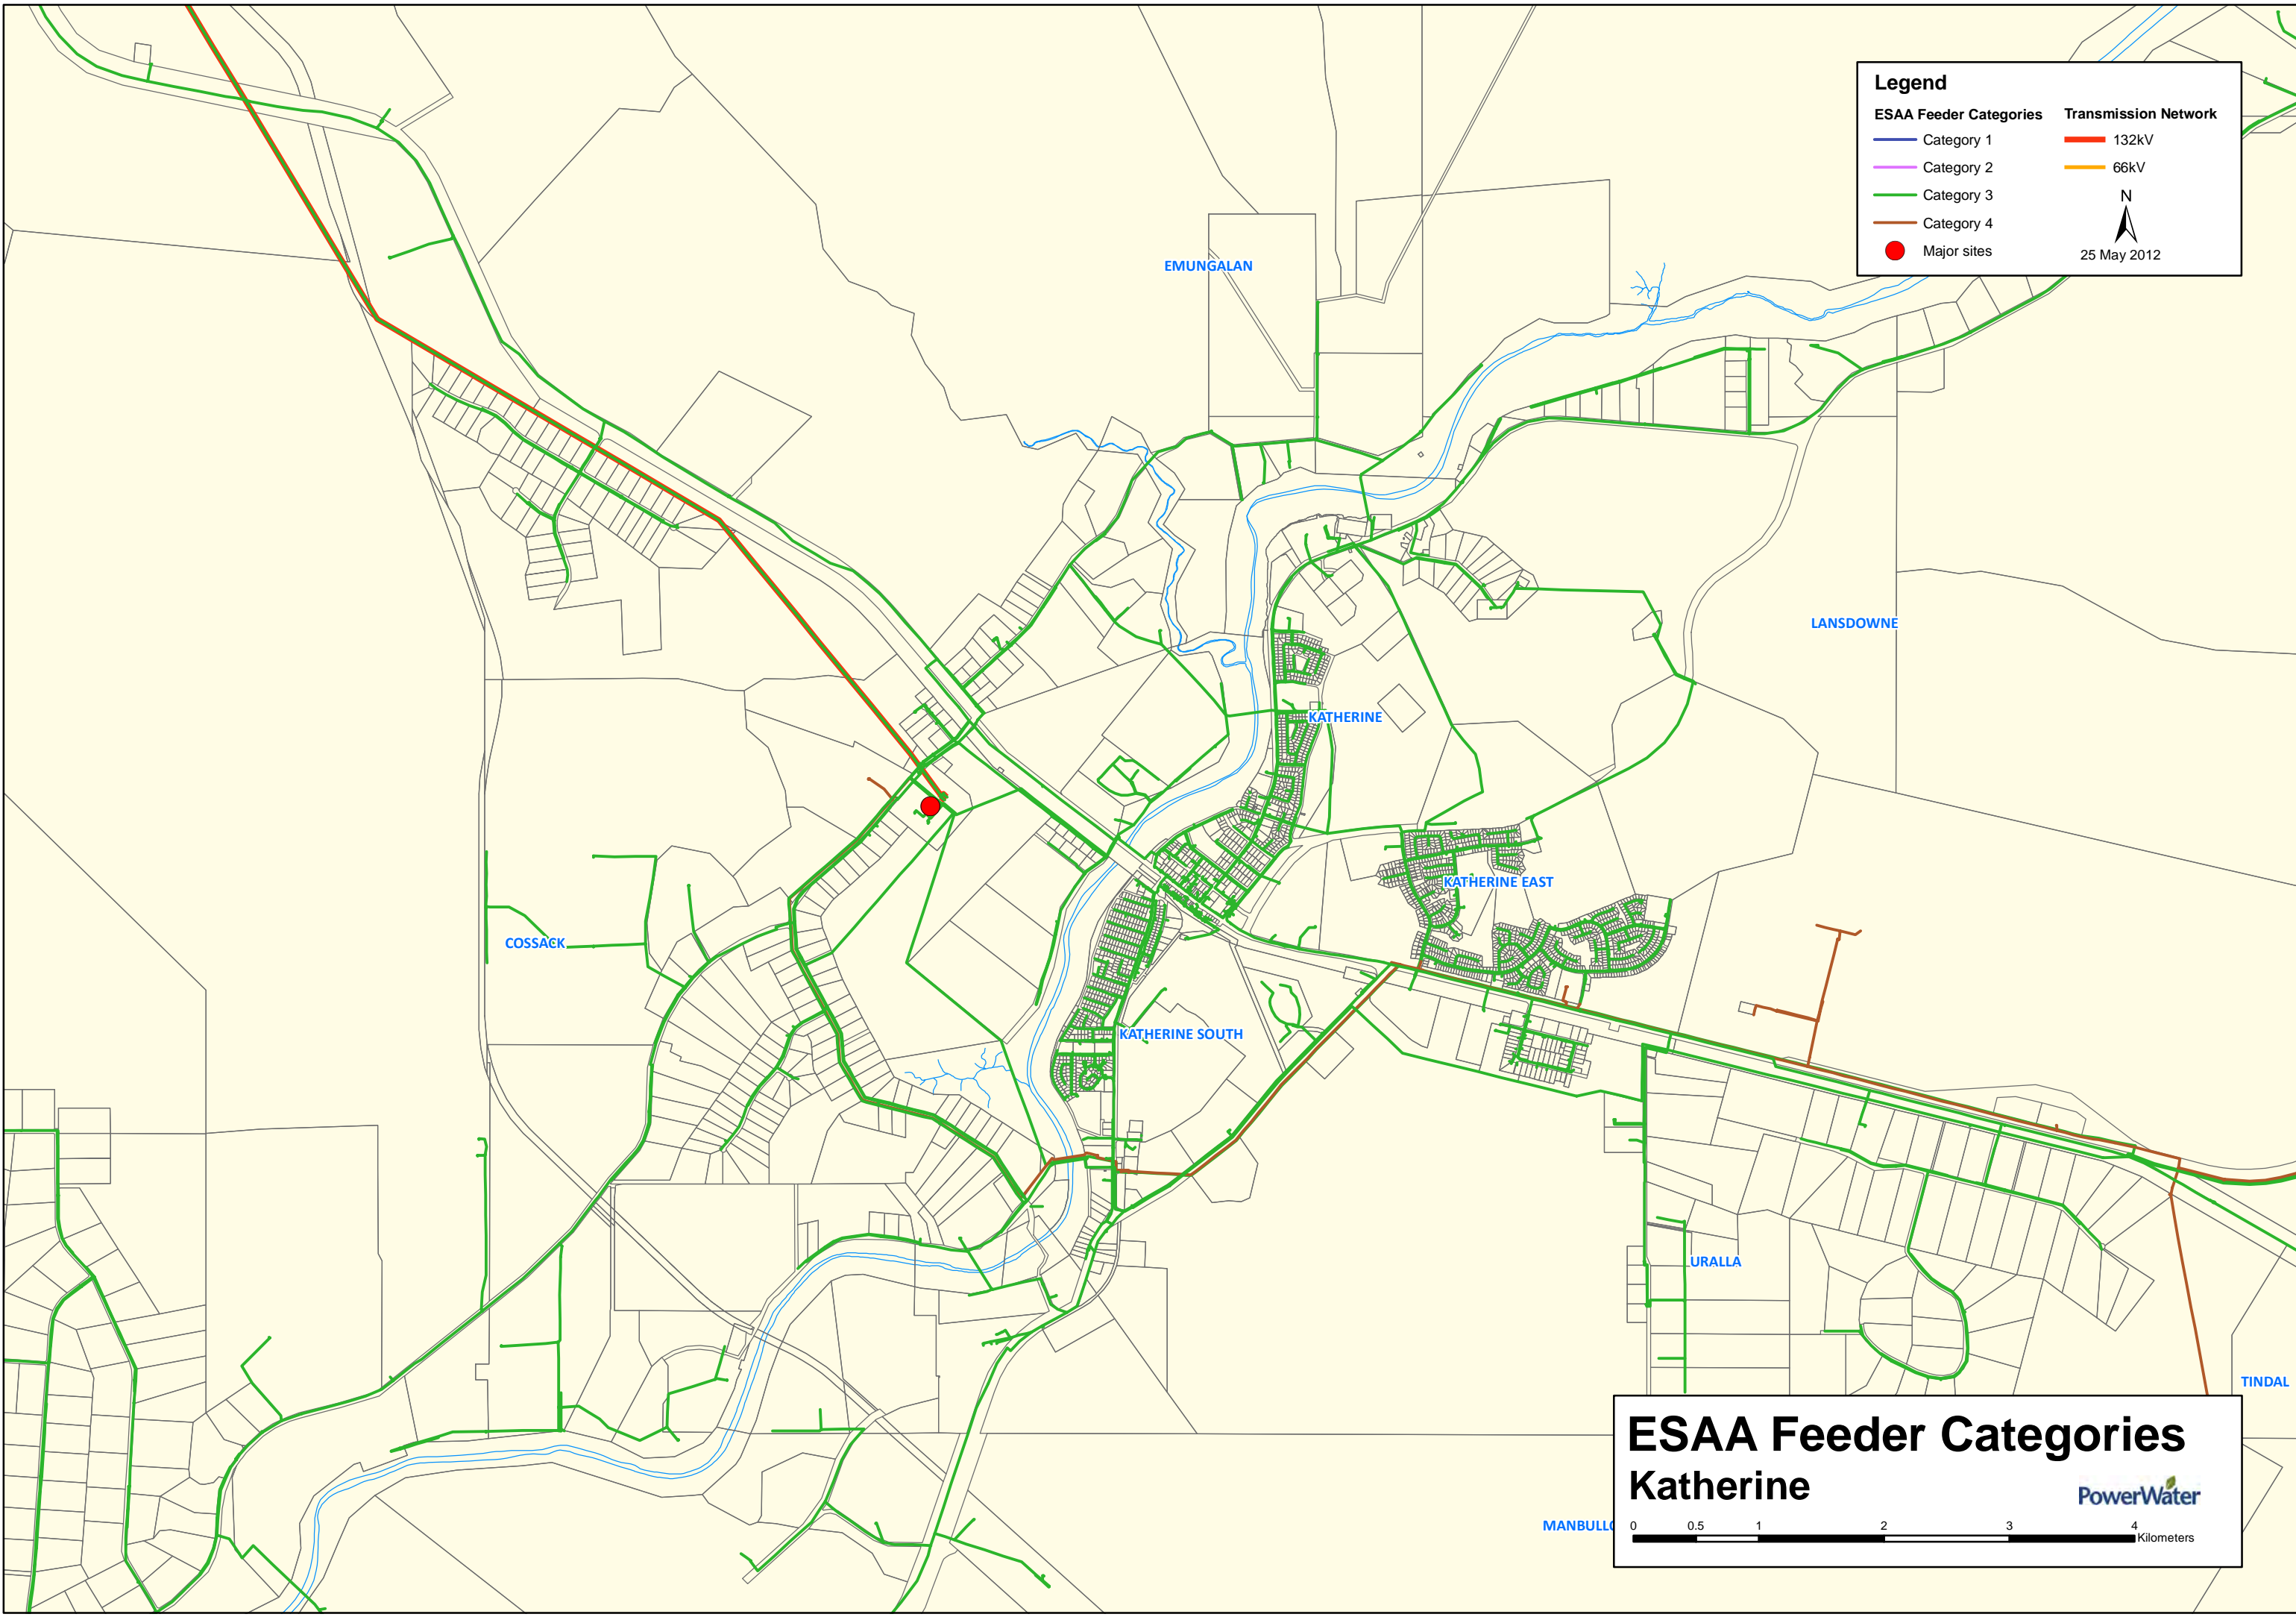 Legend
ESAA Feeder Categories
Transmission Network
Category 1
132kV
Category 2
66kV
Category 3
N
Category 4
Major sites
25 May 2012
EMUNGALAN
LANSDOWNE
KATHERINE
KATHERINE EAST
COSSACK
KATHERINE SOUTH
URALLA
TINDAL
ESAA Feeder Categories
Katherine
PowerWater
MANBULLO
0 0.5 1 2 3 4
Kilometers